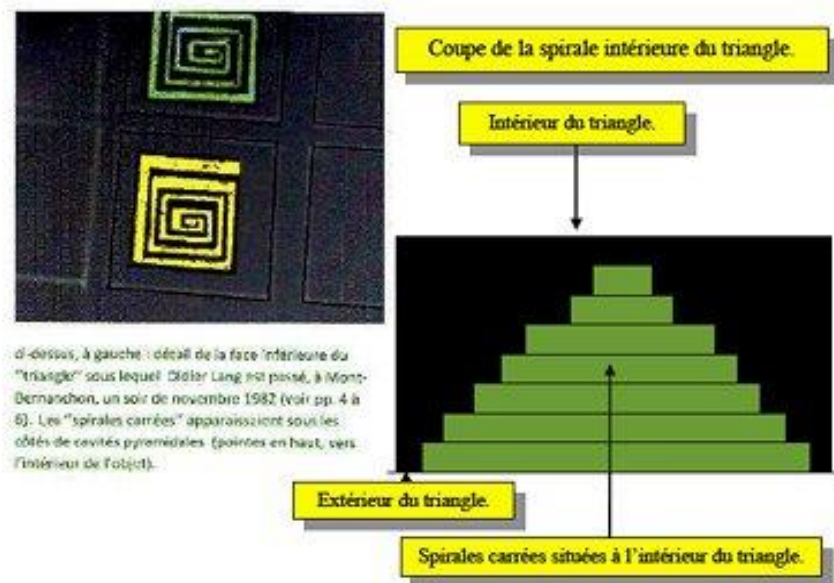 Coupe de la spirale intérieure du triangle.
Intérieur du triangle.
ci-dessus, à gauche : détail de la face inférieure du
"triangle" sous lequel Didier Lang est passé, à Mont-
Bernanchon, un soir de novembre 1982 (voir pp. 4 à
6). Les "spirales carrées" apparaissaient sous les
côtés de cavités pyramidales (pointes en haut, vers
l'intérieur de l'objet).
Extérieur du triangle.
Spirales carrées situées à l'intérieur du triangle.